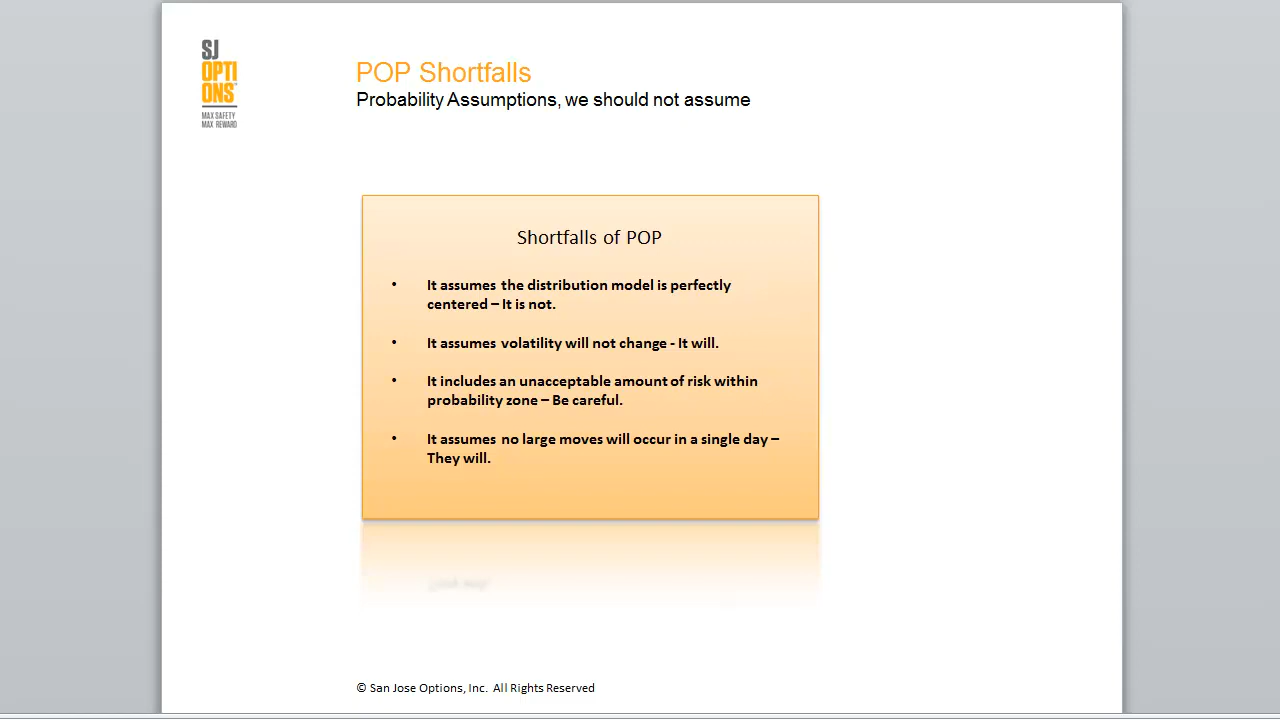 SJ
OPTI
ONS
MAX SAFETY
MAX REWARD
POP Shortfalls
Probability Assumptions, we should not assume
Shortfalls of POP
• It assumes the distribution model is perfectly
centered – It is not.
• It assumes volatility will not change - It will.
• It includes an unacceptable amount of risk within
probability zone – Be careful.
• It assumes no large moves will occur in a single day –
They will.
© San Jose Options, Inc. All Rights Reserved